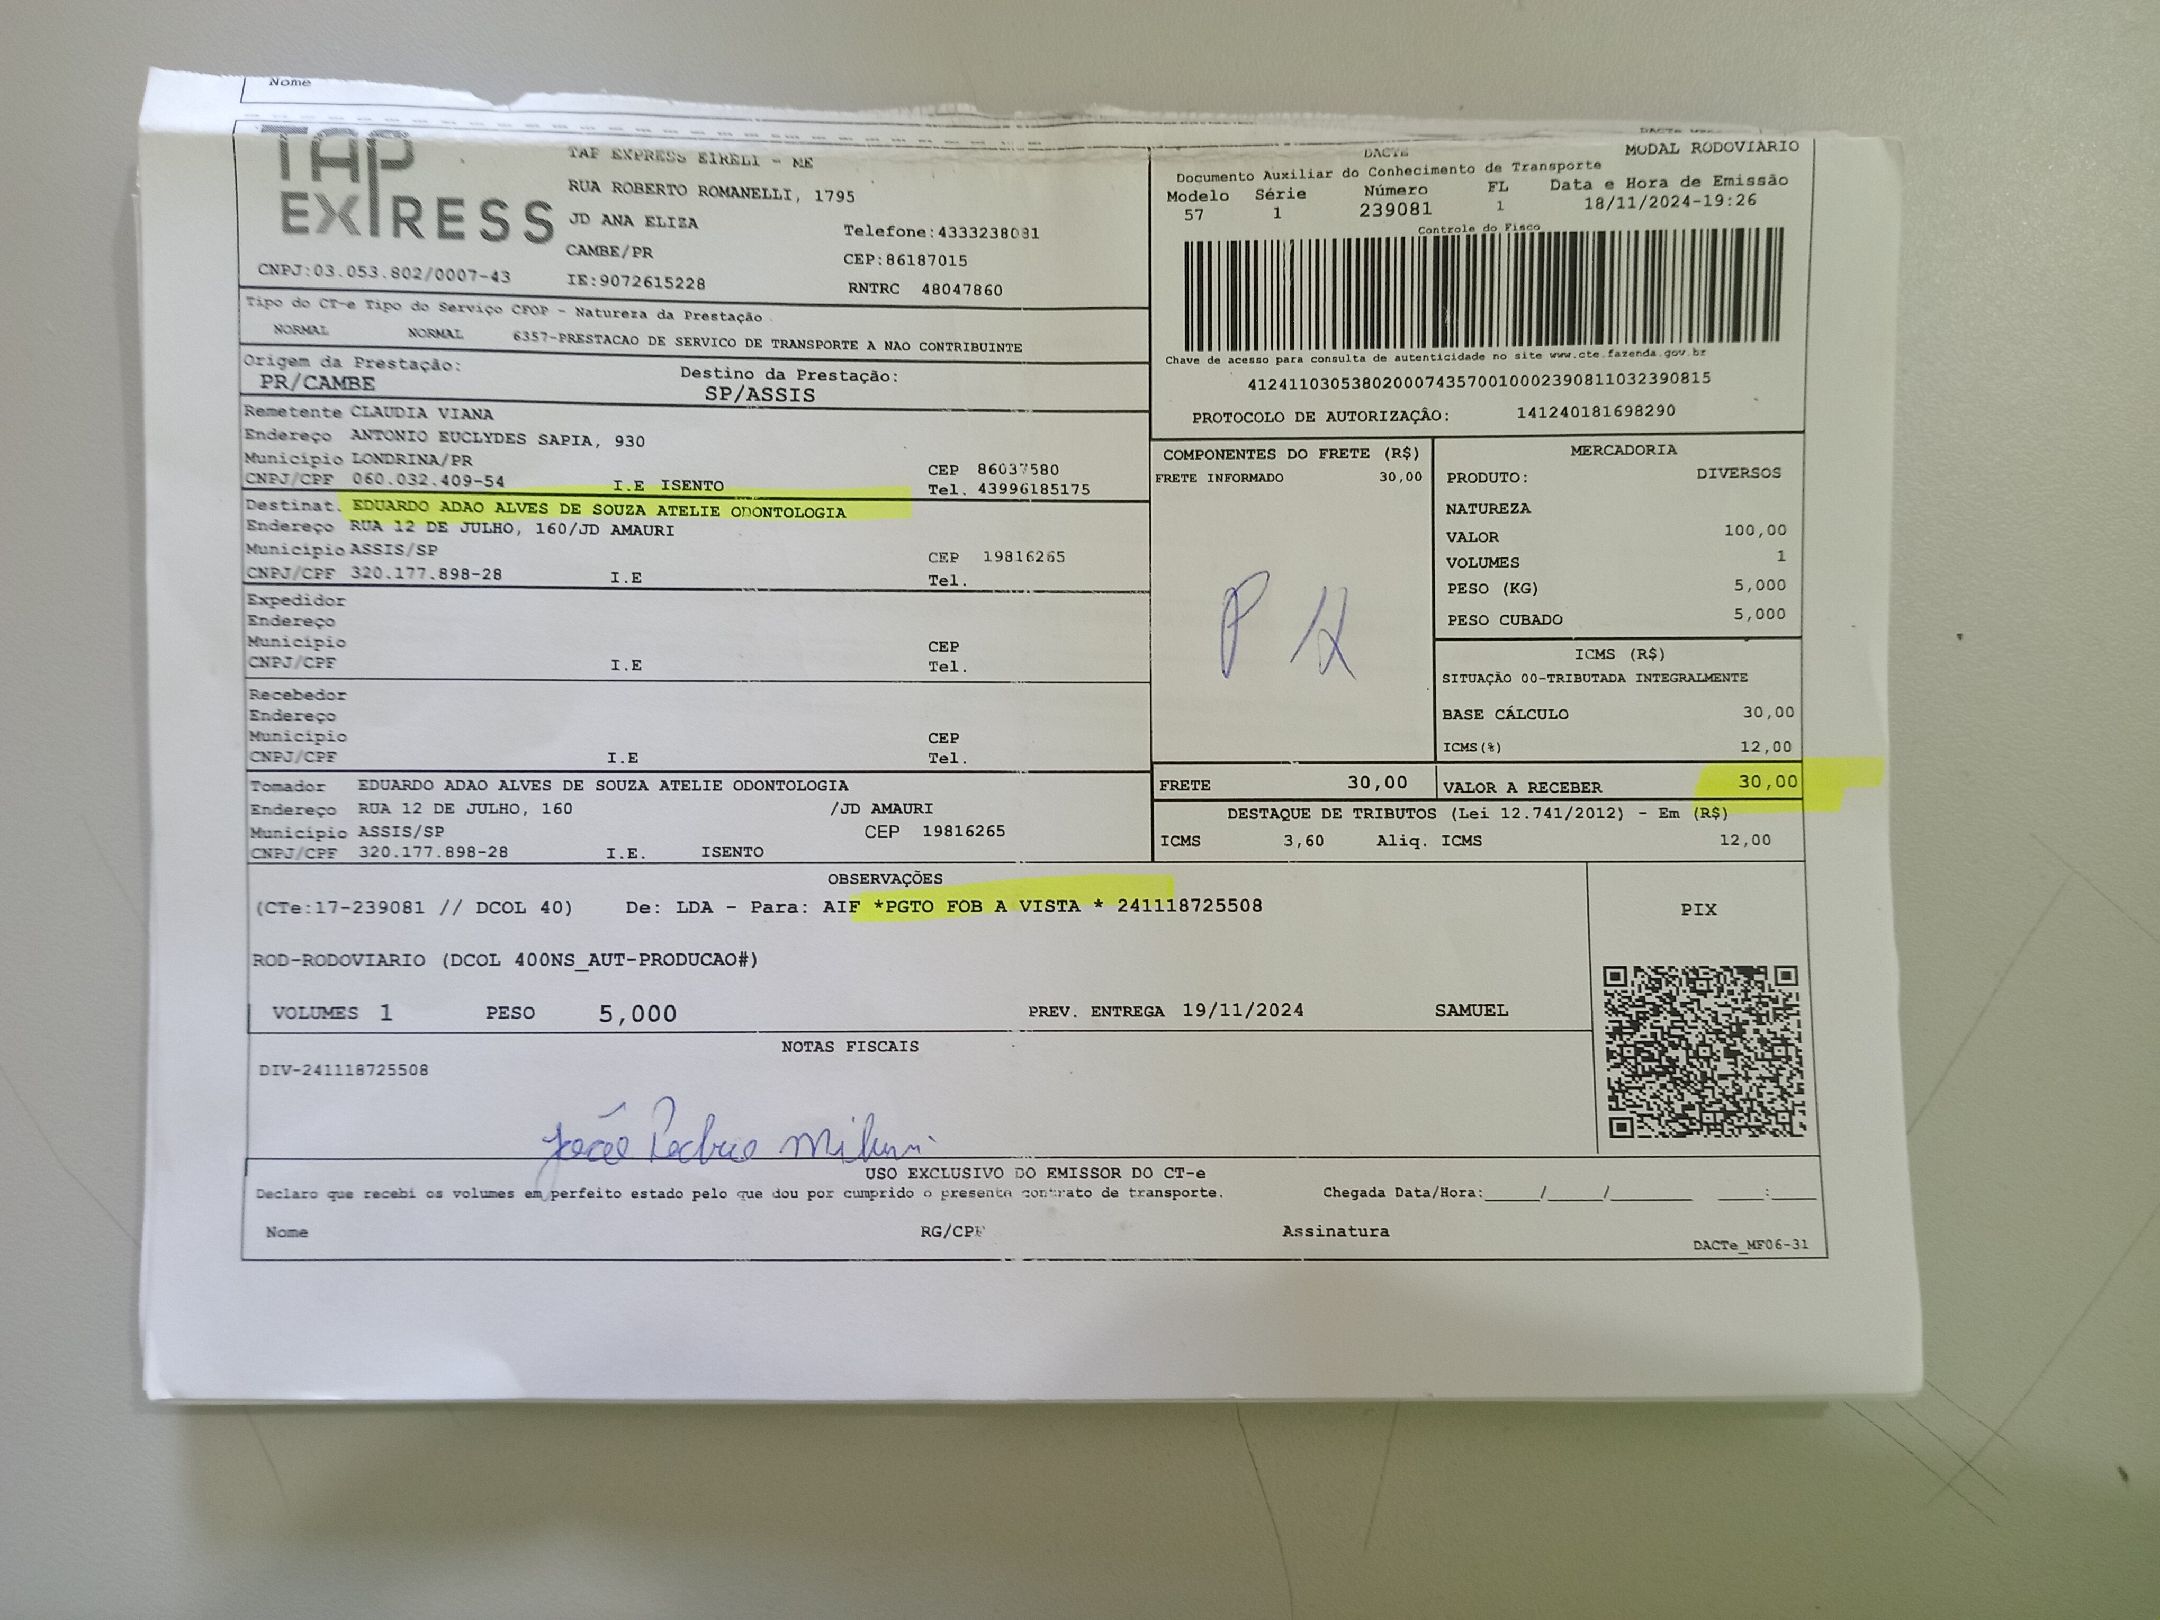 Nome
TAP EXPRESS
TAP EXPRESS EIRELI - ME
RUA ROBERTO ROMANELLI, 1795
JD ANA ELIZA
CAMBE/PR
IE:9072615228
Telefone:4333238081
CEP:86187015
RNTRC 48047860
CNPJ:03.053.802/0007-43
DACTE
MODAL RODOVIÁRIO
Documento Auxiliar do Conhecimento de Transporte
Modelo Série Número FL Data e Hora de Emissão
57 1 239081 1 18/11/2024-19:26
Controle do Fisco
Chave de acesso para consulta de autenticidade no site www.cte.fazenda.gov.br
41241103053802000743570010002390811032390815
PROTOCOLO DE AUTORIZAÇÃO: 141240181698290
Tipo do CT-e Tipo do Serviço CFOP - Natureza da Prestação
NORMAL NORMAL 6357-PRESTACAO DE SERVICO DE TRANSPORTE A NAO CONTRIBUINTE
Origem da Prestação: Destino da Prestação:
PR/CAMBE SP/ASSIS
Remetente CLAUDIA VIANA
Endereço ANTONIO EUCLYDES SAPIA, 930
Município LONDRINA/PR CEP 86037580
CNPJ/CPF 060.032.409-54 I.E ISENTO Tel. 43996185175
Destinat. EDUARDO ADAO ALVES DE SOUZA ATELIE ODONTOLOGIA
Endereço RUA 12 DE JULHO, 160/JD AMAURI
Município ASSIS/SP CEP 19816265
CNPJ/CPF 320.177.898-28 I.E Tel.
Expedidor
Endereço
Município CEP
CNPJ/CPF I.E Tel.
Recebedor
Endereço
Município CEP
CNPJ/CPF I.E Tel.
Tomador EDUARDO ADAO ALVES DE SOUZA ATELIE ODONTOLOGIA
Endereço RUA 12 DE JULHO, 160 /JD AMAURI
Município ASSIS/SP CEP 19816265
CNPJ/CPF 320.177.898-28 I.E. ISENTO
COMPONENTES DO FRETE (R$)
FRETE INFORMADO 30,00
MERCADORIA
PRODUTO: DIVERSOS
NATUREZA
VALOR 100,00
VOLUMES 1
PESO (KG) 5,000
PESO CUBADO 5,000
ICMS (R$)
SITUAÇÃO 00-TRIBUTADA INTEGRALMENTE
BASE CÁLCULO 30,00
ICMS(%) 12,00
FRETE 30,00 VALOR A RECEBER 30,00
DESTAQUE DE TRIBUTOS (Lei 12.741/2012) - Em (R$)
ICMS 3,60 Aliq. ICMS 12,00
OBSERVAÇÕES
(CTe:17-239081 // DCOL 40) De: LDA - Para: AIF *PGTO FOB A VISTA * 241118725508
ROD-RODOVIARIO (DCOL 400NS_AUT-PRODUCAO#)
PIX
VOLUMES 1 PESO 5,000 PREV. ENTREGA 19/11/2024 SAMUEL
NOTAS FISCAIS
DIV-241118725508
João Pedro
USO EXCLUSIVO DO EMISSOR DO CT-e
Declaro que recebi os volumes em perfeito estado pelo que dou por cumprido o presente contrato de transporte. Chegada Data/Hora:_____/_____/_______ ____:____
Nome RG/CPF Assinatura
DACTe_MF06-31